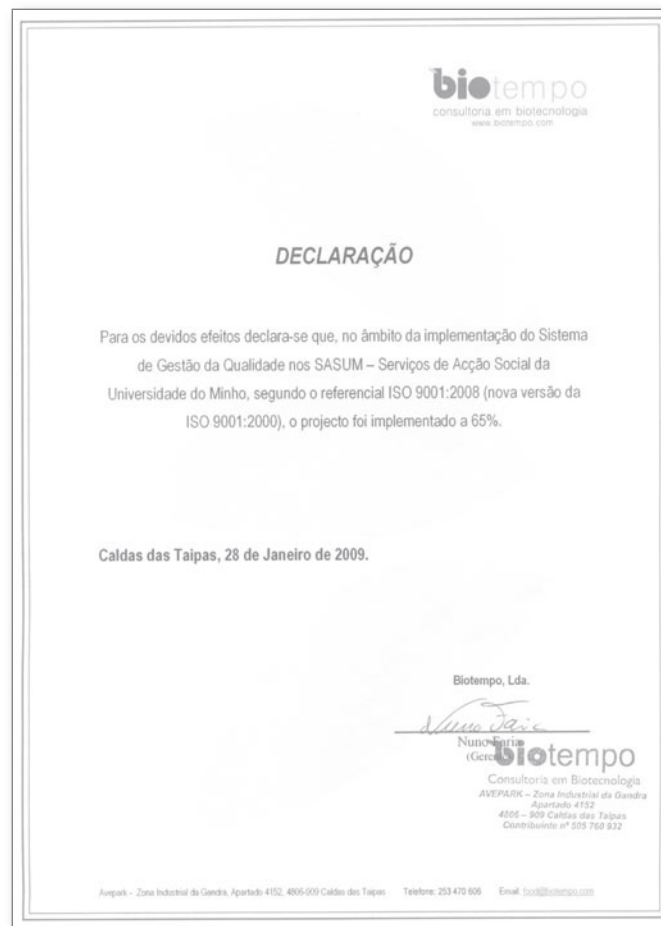 biotempo
consultoria em biotecnologia
www.biotempo.com
DECLARAÇÃO
Para os devidos efeitos declara-se que, no âmbito da implementação do Sistema
de Gestão da Qualidade nos SASUM – Serviços de Acção Social da
Universidade do Minho, segundo o referencial ISO 9001:2008 (nova versão da
ISO 9001:2000), o projecto foi implementado a 65%.
Caldas das Taipas, 28 de Janeiro de 2009.
Biotempo, Lda.
Nuno Faria
Nuno Faria
biotempo
Consultoria em Biotecnologia
AVEPARK – Zona Industrial da Gandra
Apartado 4152
4806 – 909 Caldas das Taipas
Contribuinte nº 505 760 932
Avepark - Zona Industrial da Gandra, Apartado 4152, 4806-909 Caldas das Taipas Telefone: 253 470 606 Email: